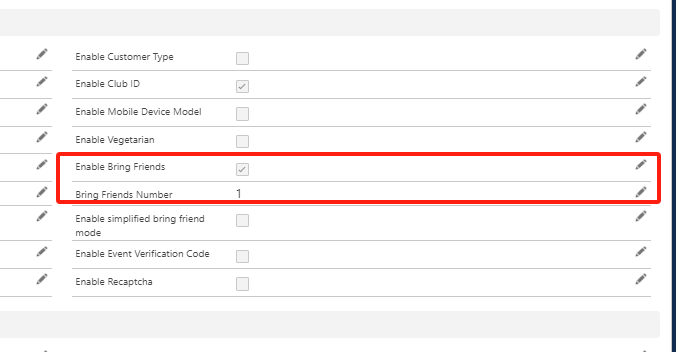 Enable Customer Type
Enable Club ID
Enable Mobile Device Model
Enable Vegetarian
Enable Bring Friends
Bring Friends Number 1
Enable simplified bring friend
mode
Enable Event Verification Code
Enable Recaptcha